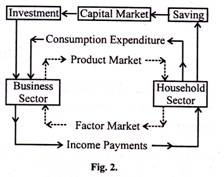 Investment Capital Market Saving
Consumption Expenditure
Product Market
Business
Sector
Household
Sector
Factor Market
Income Payments
Fig. 2.